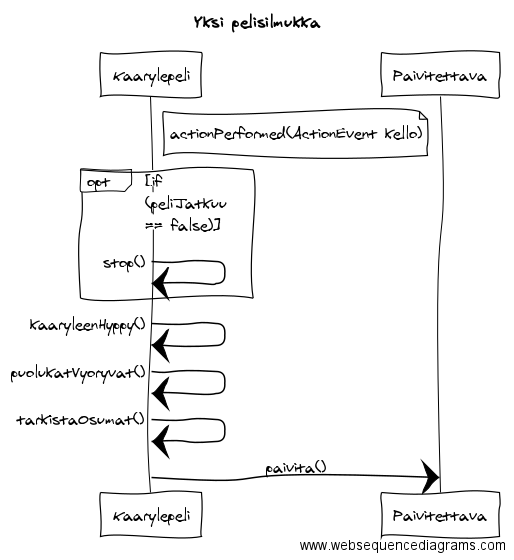 Yksi pelisilmukka
Kaarylepeli
Paivitettava
actionPerformed(ActionEvent Kello)
opt
[if
(peliJatkuu
== false)]
stop()
kaaryleenHyppy()
puolukatVyoryvat()
tarkistaOsumat()
paivita()
Kaarylepeli
Paivitettava
www.websequencediagrams.com